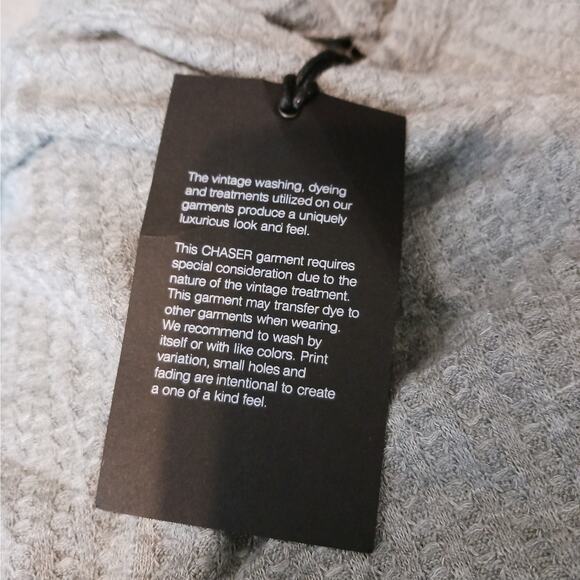 The vintage washing, dyeing
and treatments utilized on our
garments produce a uniquely
luxurious look and feel.
This CHASER garment requires
special consideration due to the
nature of the vintage treatment.
This garment may transfer dye to
other garments when wearing.
We recommend to wash by
itself or with like colors. Print
variation, small holes and
fading are intentional to create
a one of a kind feel.